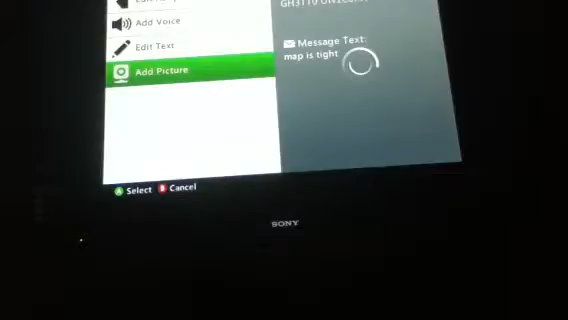 Add Voice
Edit Text
Add Picture
Message Text:
map is tight
A Select B Cancel
SONY